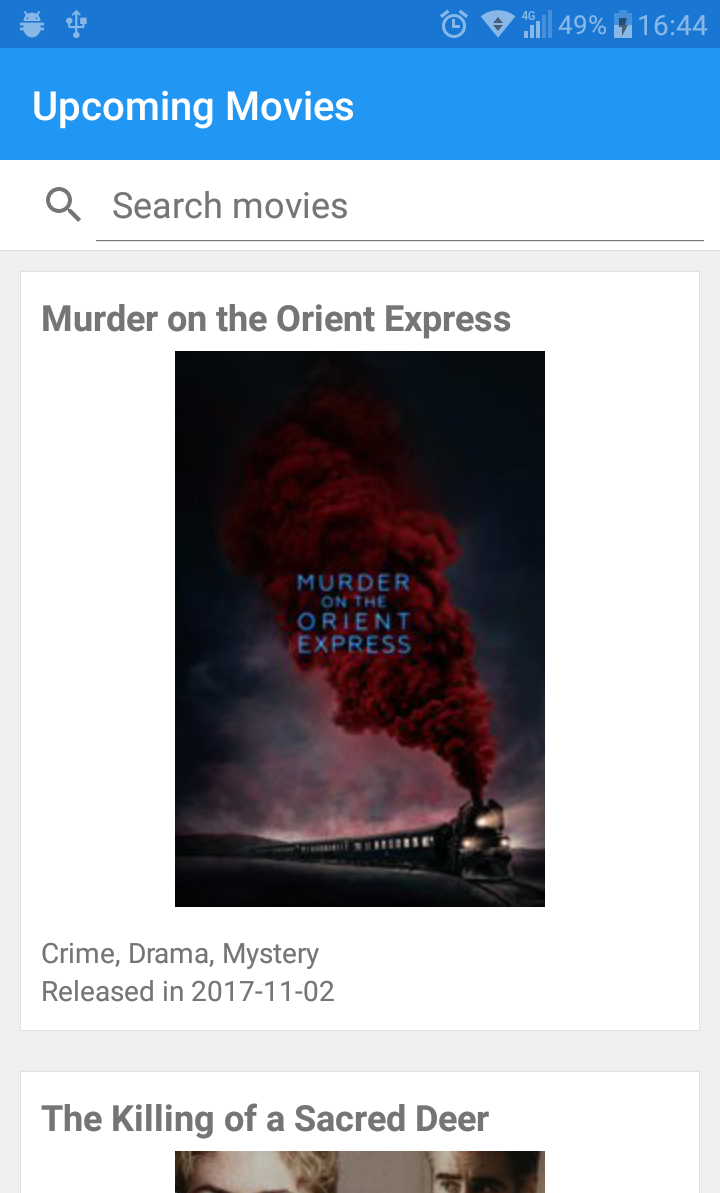 4G 49% 16:44
Upcoming Movies
Search movies
Murder on the Orient Express
MURDER
ON THE
ORIENT
EXPRESS
Crime, Drama, Mystery
Released in 2017-11-02
The Killing of a Sacred Deer